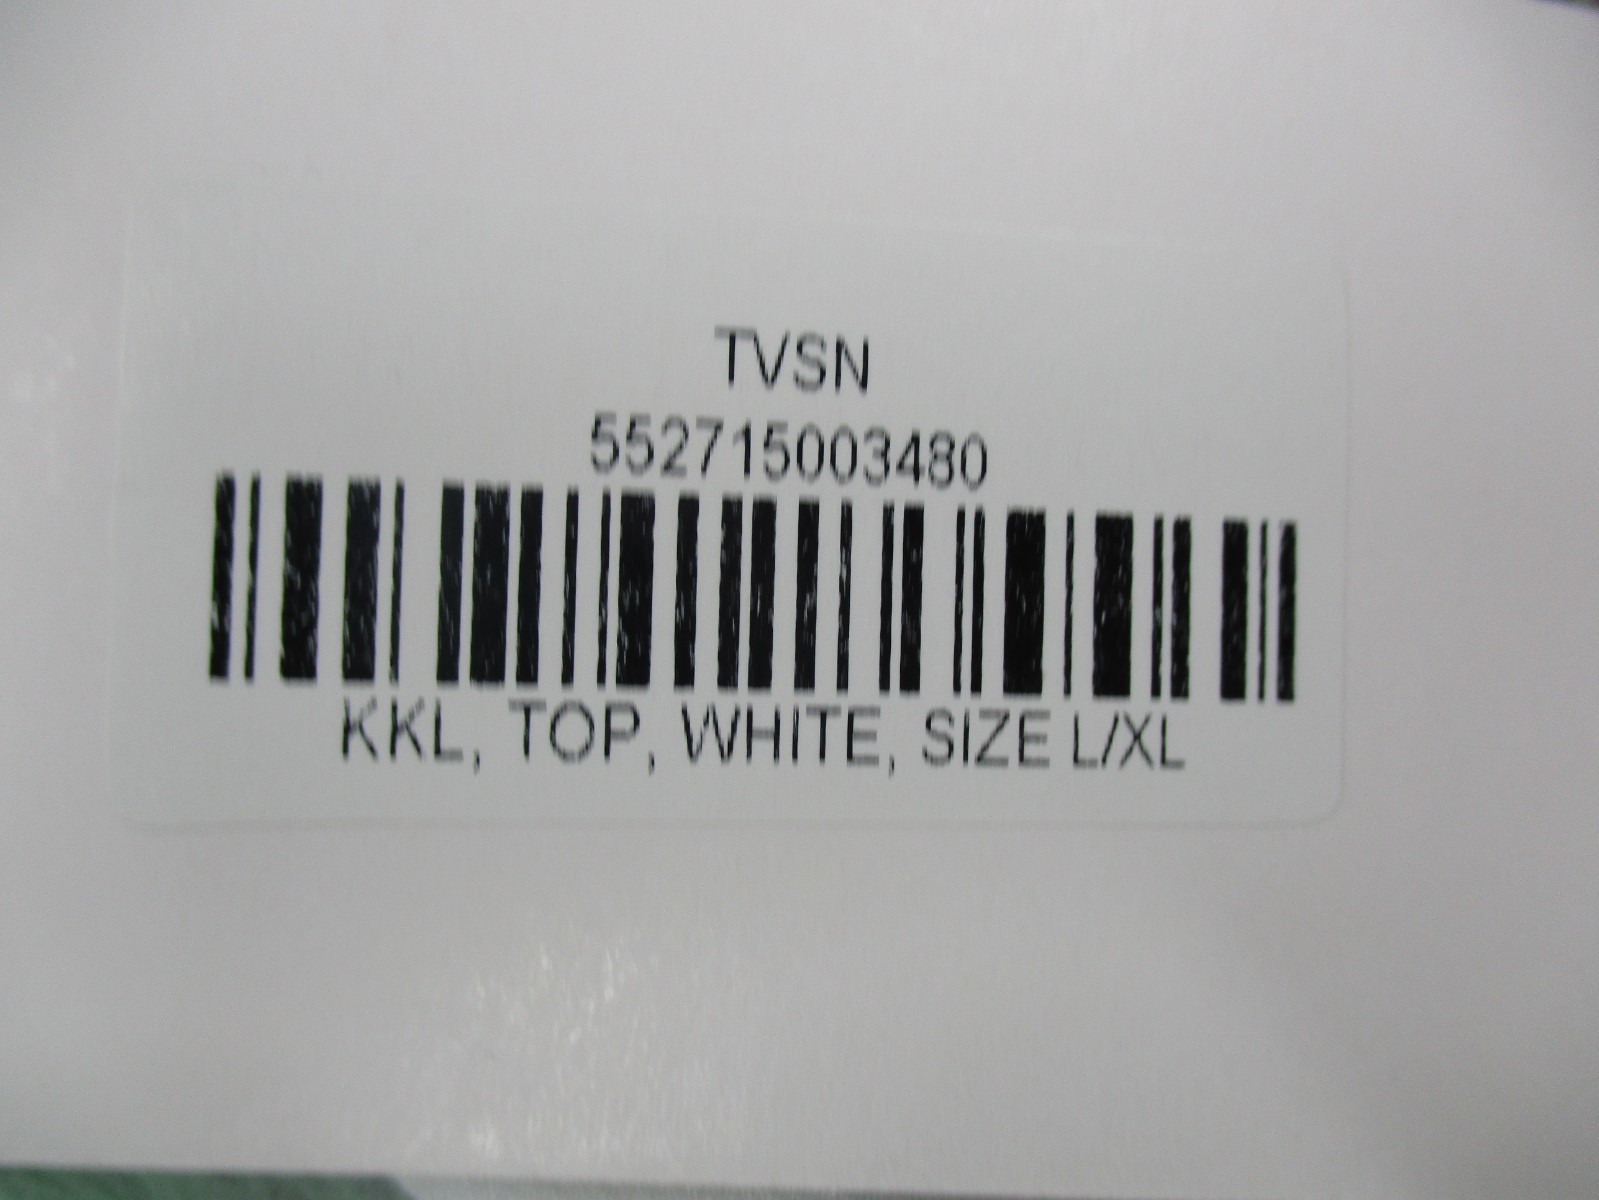 TVSN
552715003480
KKL, TOP, WHITE, SIZE L/XL